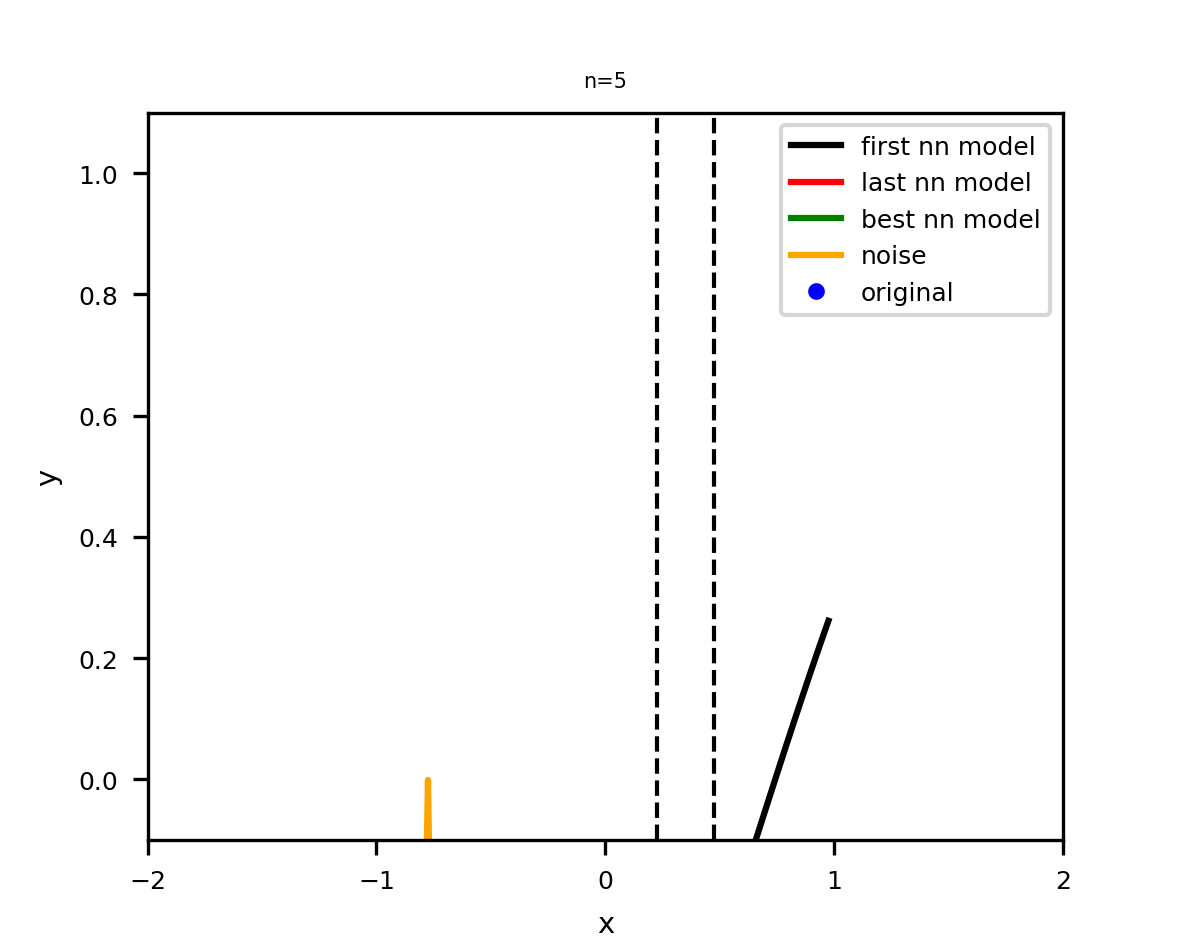 n=5
first nn model
last nn model
best nn model
noise
original
1.0
0.8
0.6
0.4
0.2
0.0
y
−2
−1
0
1
2
x